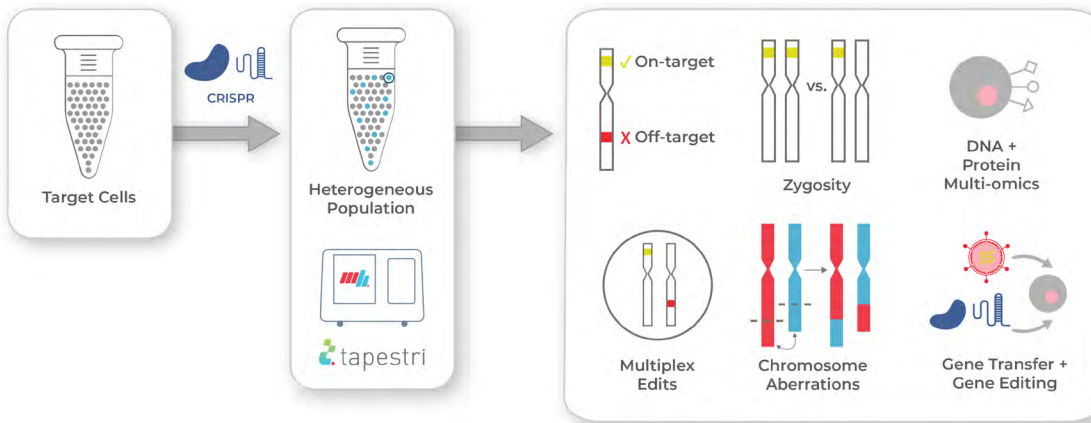 Target Cells
CRISPR
Heterogeneous
Population
mb
tapestri
✓ On-target
X Off-target
vs.
Zygosity
DNA +
Protein
Multi-omics
Multiplex
Edits
Chromosome
Aberrations
Gene Transfer +
Gene Editing